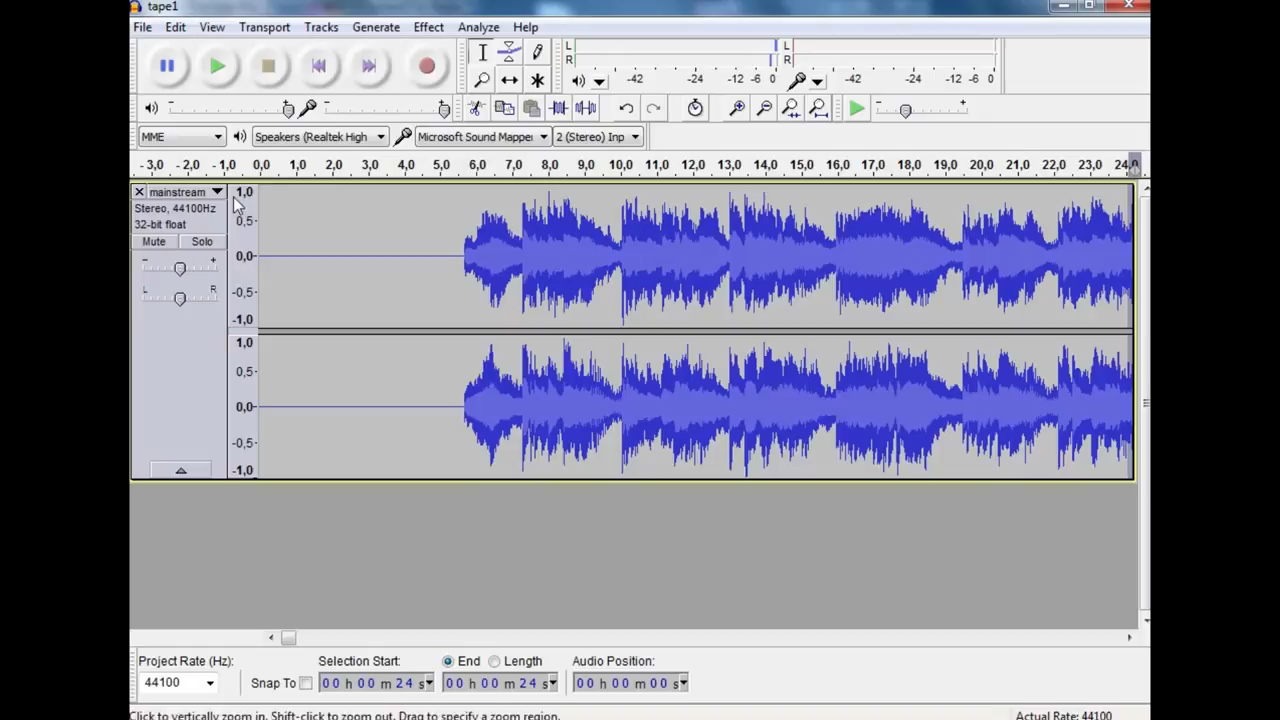 tape1
File Edit View Transport Tracks Generate Effect Analyze Help
L
R
-42 -24 -12 -6 0
L
R
-42 -24 -12 -6 0
- +
- +
- +
MME
Speakers (Realtek High
Microsoft Sound Mapper
2 (Stereo) Inp
- 3,0 - 2,0 - 1,0 0,0 1,0 2,0 3,0 4,0 5,0 6,0 7,0 8,0 9,0 10,0 11,0 12,0 13,0 14,0 15,0 16,0 17,0 18,0 19,0 20,0 21,0 22,0 23,0 24,0
mainstream
Stereo, 44100Hz
32-bit float
Mute Solo
- +
L R
1,0
0,5-
0,0-
-0,5-
-1,0
1,0
0,5-
0,0-
-0,5-
-1,0
Project Rate (Hz):
44100
Snap To
Selection Start:
00 h 00 m 24 s
End Length
00 h 00 m 24 s
Audio Position:
00 h 00 m 00 s
Click to vertically zoom in. Shift-click to zoom out. Drag to specify a zoom region.
Actual Rate: 44100